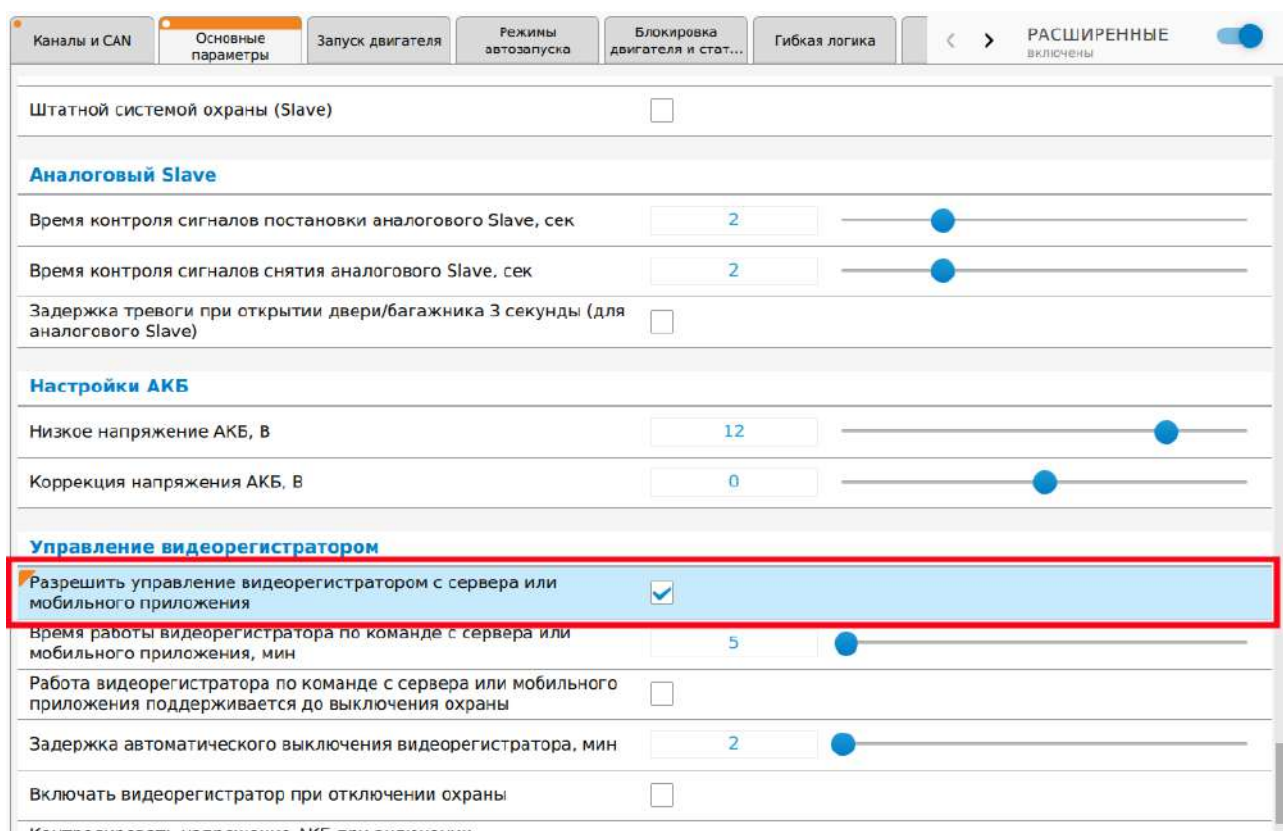 Каналы и CAN
Основные
параметры
Запуск двигателя
Режимы
автозапуска
Блокировка
двигателя и стат...
Гибкая логика
РАСШИРЕННЫЕ
включены
Штатной системой охраны (Slave)
Аналоговый Slave
Время контроля сигналов постановки аналогового Slave, сек 2
Время контроля сигналов снятия аналогового Slave, сек 2
Задержка тревоги при открытии двери/багажника 3 секунды (для
аналогового Slave)
Настройки АКБ
Низкое напряжение АКБ, В 12
Коррекция напряжения АКБ, В 0
Управление видеорегистратором
Разрешить управление видеорегистратором с сервера или
мобильного приложения
Время работы видеорегистратора по команде с сервера или
мобильного приложения, мин 5
Работа видеорегистратора по команде с сервера или мобильного
приложения поддерживается до выключения охраны
Задержка автоматического выключения видеорегистратора, мин 2
Включать видеорегистратор при отключении охраны